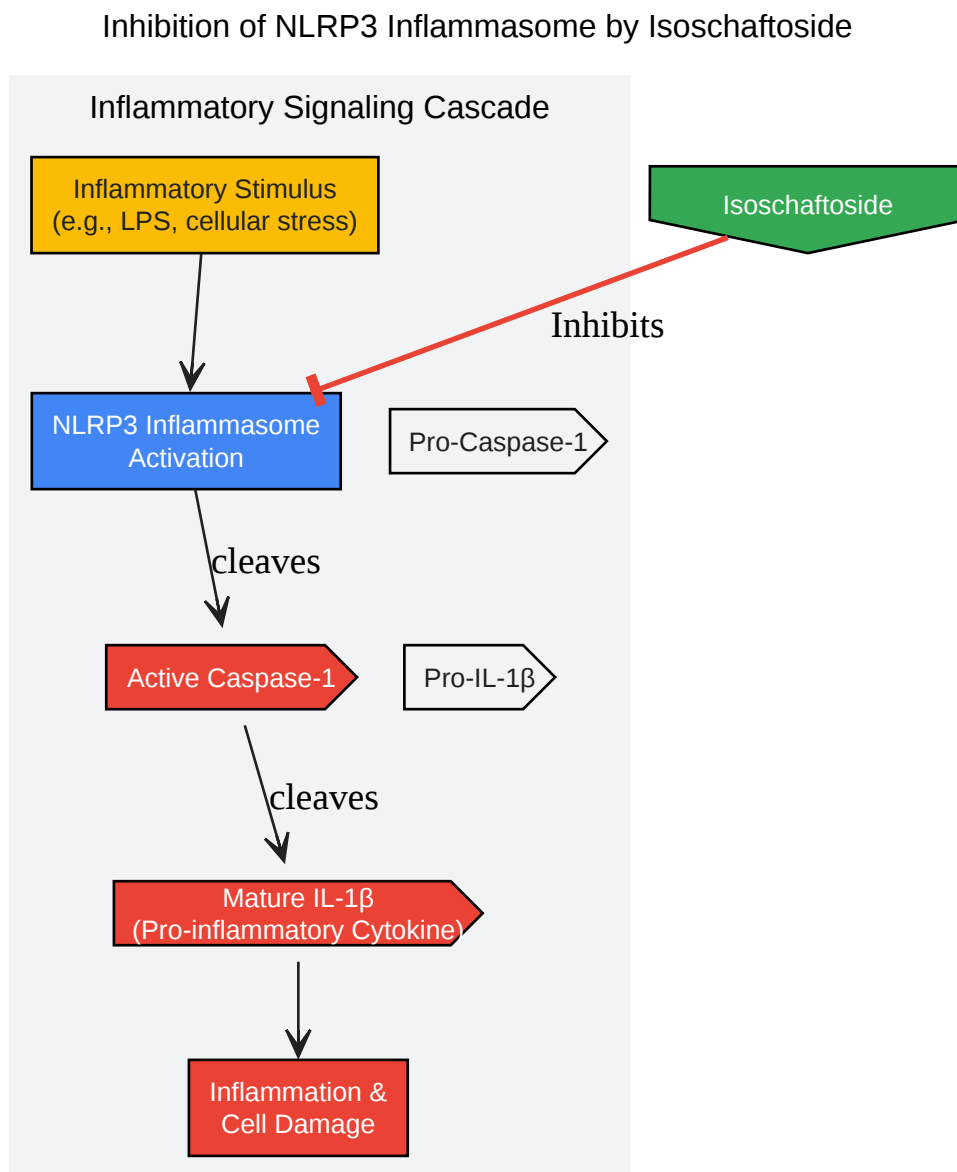 Inhibition of NLRP3 Inflammasome by Isoschaftoside
Inflammatory Signaling Cascade
Inflammatory Stimulus
(e.g., LPS, cellular stress)
Isoschaftoside
Inhibits
NLRP3 Inflammasome
Activation
Pro-Caspase-1
cleaves
Active Caspase-1
Pro-IL-1β
cleaves
Mature IL-1β
(Pro-inflammatory Cytokine)
Inflammation &
Cell Damage